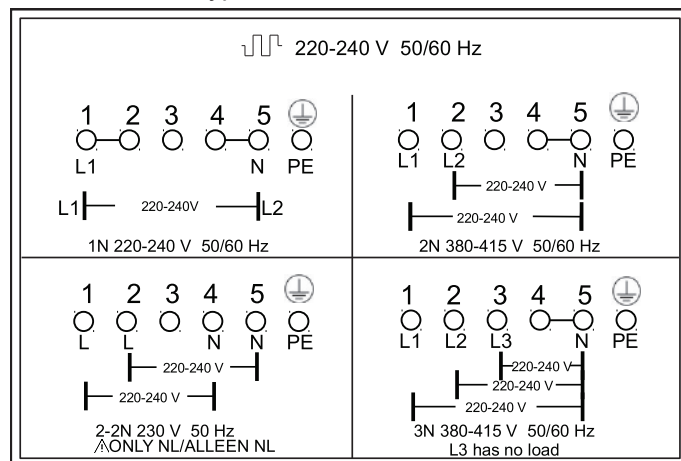 220-240 V 50/60 Hz
1 2 3 4 5
L1 N PE
L1 220-240V L2
1N 220-240 V 50/60 Hz
1 2 3 4 5
L1 L2 N PE
220-240 V
220-240 V
2N 380-415 V 50/60 Hz
1 2 3 4 5
L L N N PE
220-240 V
220-240 V
2-2N 230 V 50 Hz
⚠ONLY NL/ALLEEN NL
1 2 3 4 5
L1 L2 L3 N PE
220-240 V
220-240 V
220-240 V
3N 380-415 V 50/60 Hz
L3 has no load